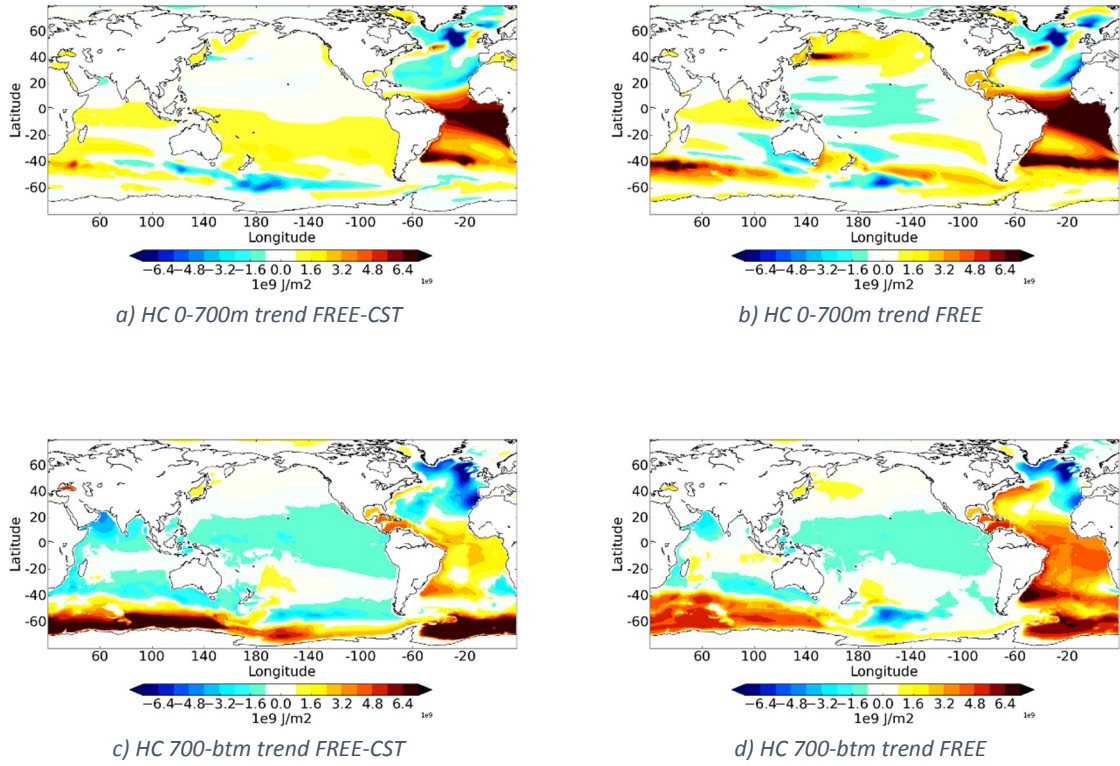 60
40
20
0
-20
-40
-60
Latitude
60 100 140 180 -140 -100 -60 -20
Longitude
−6.4−4.8−3.2−1.6 0.0 1.6 3.2 4.8 6.4
1e9 J/m2
1e9
a) HC 0-700m trend FREE-CST
60
40
20
0
-20
-40
-60
Latitude
60 100 140 180 -140 -100 -60 -20
Longitude
−6.4−4.8−3.2−1.6 0.0 1.6 3.2 4.8 6.4
1e9 J/m2
1e9
b) HC 0-700m trend FREE
60
40
20
0
-20
-40
-60
Latitude
60 100 140 180 -140 -100 -60 -20
Longitude
−6.4−4.8−3.2−1.6 0.0 1.6 3.2 4.8 6.4
1e9 J/m2
1e9
c) HC 700-btm trend FREE-CST
60
40
20
0
-20
-40
-60
Latitude
60 100 140 180 -140 -100 -60 -20
Longitude
−6.4−4.8−3.2−1.6 0.0 1.6 3.2 4.8 6.4
1e9 J/m2
1e9
d) HC 700-btm trend FREE